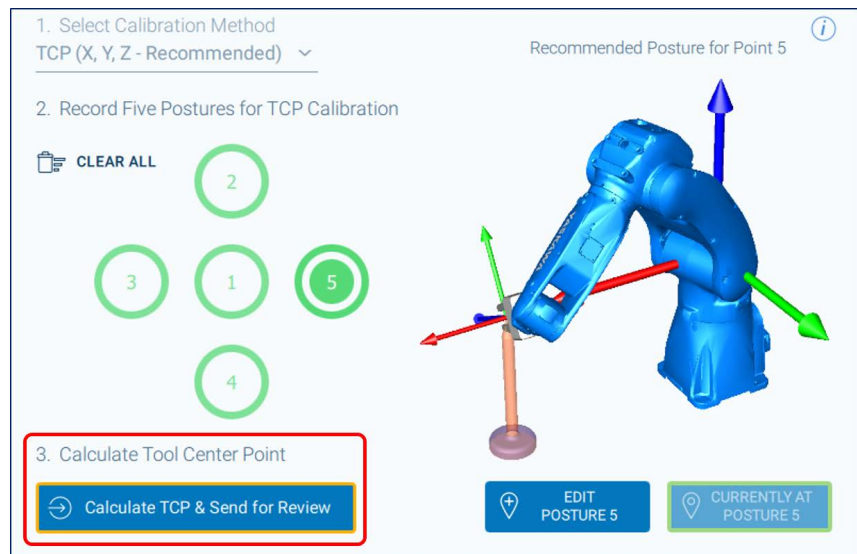 1. Select Calibration Method
TCP (X, Y, Z - Recommended)
Recommended Posture for Point 5
i
2. Record Five Postures for TCP Calibration
CLEAR ALL
2
3
1
5
4
YASKAWA
3. Calculate Tool Center Point
Calculate TCP & Send for Review
EDIT
POSTURE 5
CURRENTLY AT
POSTURE 5